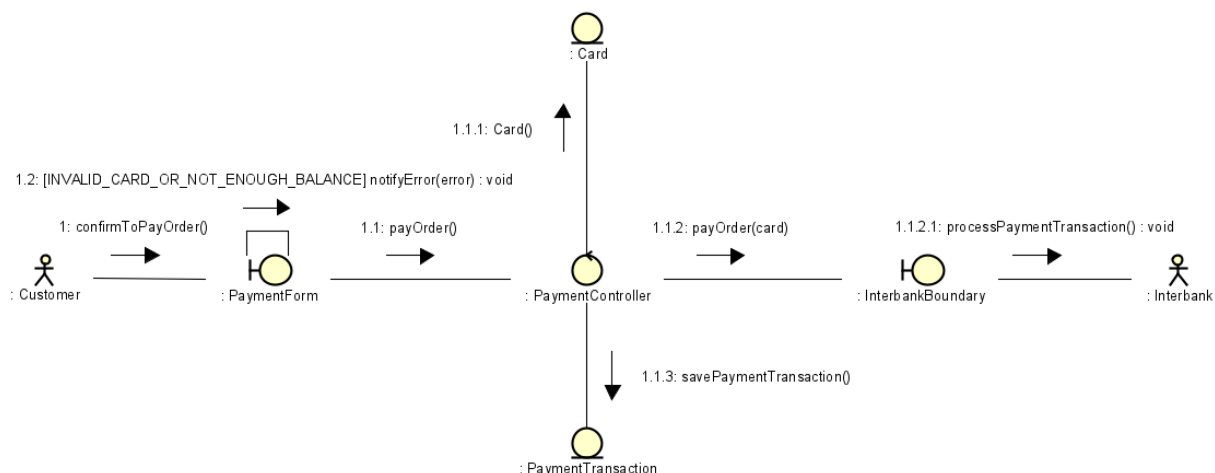 : Card
1.1.1: Card()
1.2: [INVALID_CARD_OR_NOT_ENOUGH_BALANCE] notifyError(error) : void
1: confirmToPayOrder()
1.1: payOrder()
1.1.2: payOrder(card)
1.1.2.1: processPaymentTransaction() : void
: Customer
: PaymentForm
: PaymentController
: InterbankBoundary
: Interbank
1.1.3: savePaymentTransaction()
: PaymentTransaction